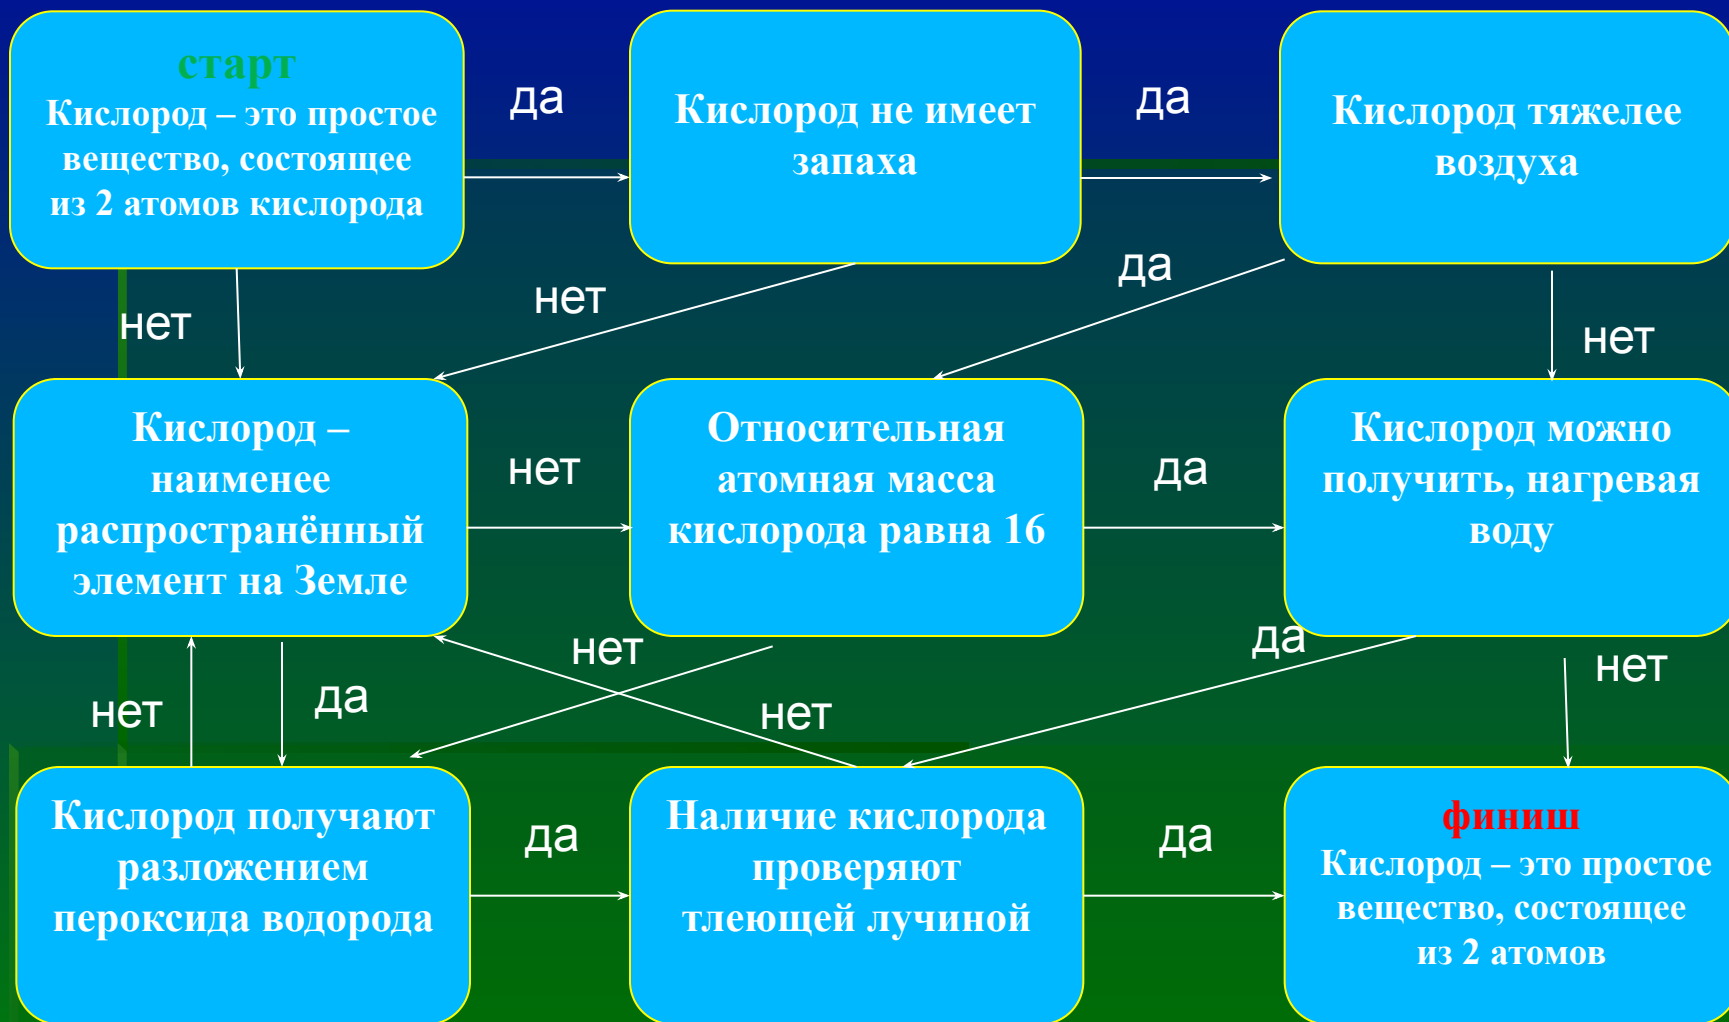 старт
Кислород – это простое
вещество, состоящее
из 2 атомов кислорода
да
Кислород не имеет
запаха
да
Кислород тяжелее
воздуха
нет
нет
да
нет
Кислород –
наименее
распространённый
элемент на Земле
нет
Относительная
атомная масса
кислорода равна 16
да
Кислород можно
получить, нагревая
воду
нет
да
нет
нет
да
нет
Кислород получают
разложением
пероксида водорода
да
Наличие кислорода
проверяют
тлеющей лучиной
да
финиш
Кислород – это простое
вещество, состоящее
из 2 атомов